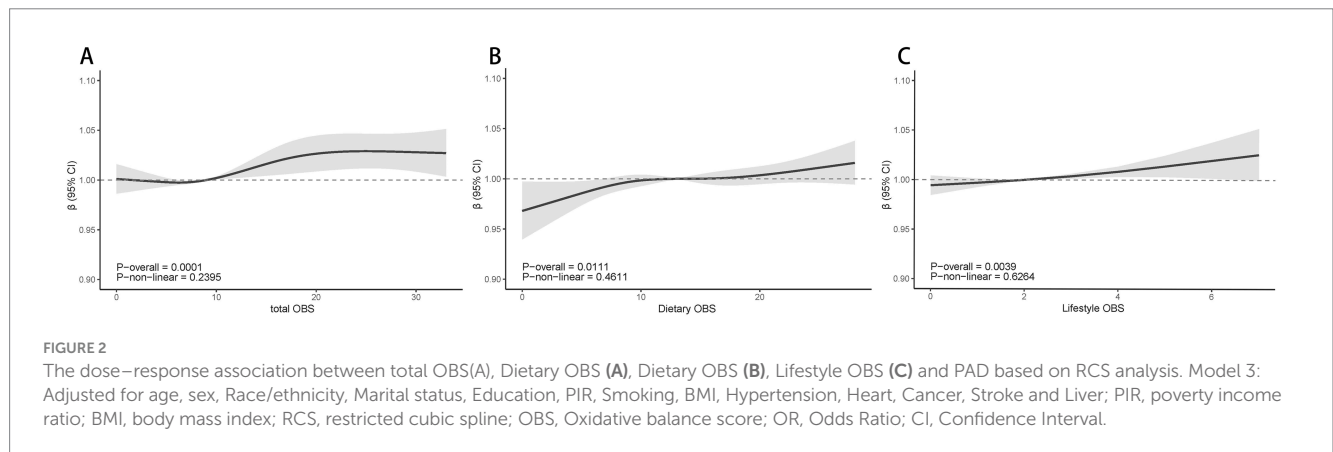 A
1.10
1.05
1.00
0.95
0.90
β (95% CI)
P-overall = 0.0001
P-non-linear = 0.2395
0 10 20 30
total OBS
B
1.10
1.05
1.00
0.95
0.90
β (95% CI)
P-overall = 0.0111
P-non-linear = 0.4611
0 10 20
Dietary OBS
C
1.10
1.05
1.00
0.95
0.90
β (95% CI)
P-overall = 0.0039
P-non-linear = 0.6264
0 2 4 6
Lifestyle OBS
FIGURE 2
The dose–response association between total OBS(A), Dietary OBS (A), Dietary OBS (B), Lifestyle OBS (C) and PAD based on RCS analysis. Model 3:
Adjusted for age, sex, Race/ethnicity, Marital status, Education, PIR, Smoking, BMI, Hypertension, Heart, Cancer, Stroke and Liver; PIR, poverty income
ratio; BMI, body mass index; RCS, restricted cubic spline; OBS, Oxidative balance score; OR, Odds Ratio; CI, Confidence Interval.